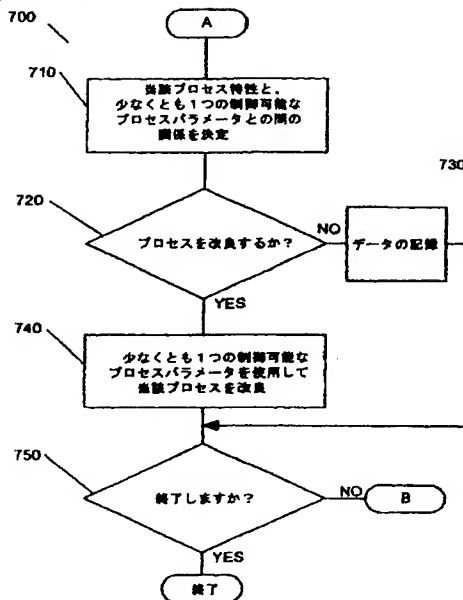 700
A
710
当該プロセス特性と、
少なくとも1つの制御可能な
プロセスパラメータとの間の
関係を決定
720
プロセスを改良するか？
NO
730
データの記録
YES
740
少なくとも1つの制御可能な
プロセスパラメータを使用して
当該プロセスを改良
750
終了しますか？
NO
B
YES
終了